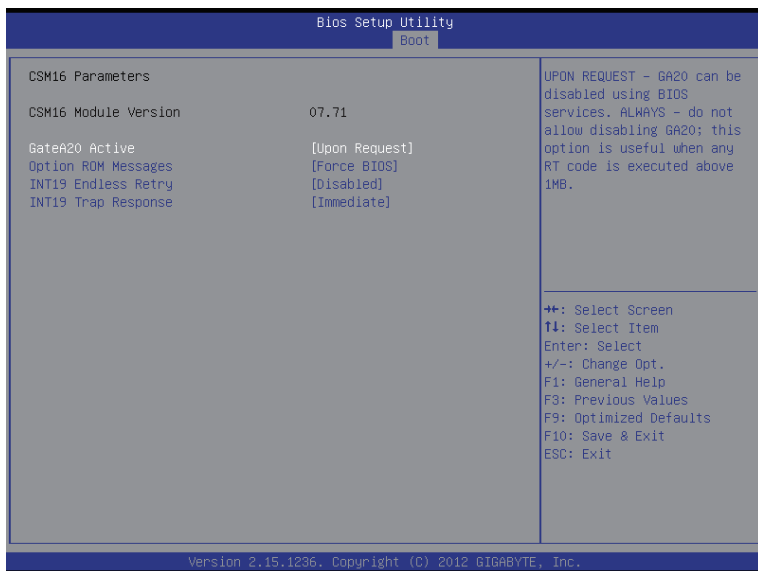 Bios Setup Utility
Boot
CSM16 Parameters
CSM16 Module Version 07.71
GateA20 Active [Upon Request]
Option ROM Messages [Force BIOS]
INT19 Endless Retry [Disabled]
INT19 Trap Response [Immediate]
UPON REQUEST - GA20 can be
disabled using BIOS
services. ALWAYS - do not
allow disabling GA20; this
option is useful when any
RT code is executed above
1MB.
→←: Select Screen
↑↓: Select Item
Enter: Select
+/-: Change Opt.
F1: General Help
F3: Previous Values
F9: Optimized Defaults
F10: Save & Exit
ESC: Exit
Version 2.15.1236. Copyright (C) 2012 GIGABYTE, Inc.